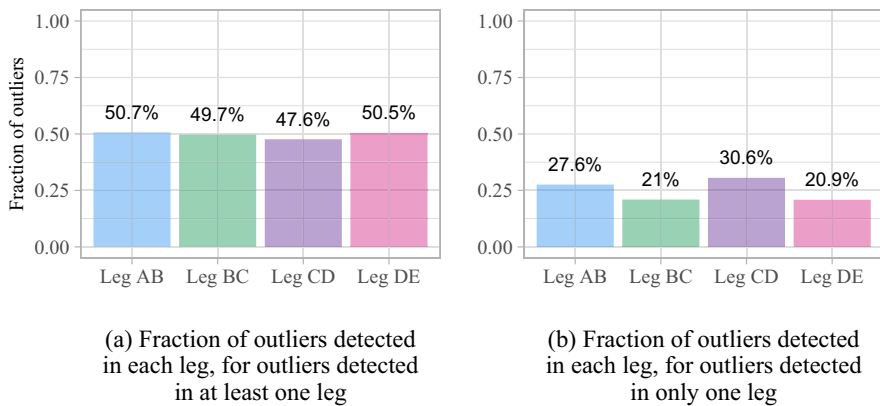 Fraction of outliers
1.00
0.75
0.50
0.25
0.00
50.7%
49.7%
47.6%
50.5%
Leg AB
Leg BC
Leg CD
Leg DE
(a) Fraction of outliers detected
in each leg, for outliers detected
in at least one leg
1.00
0.75
0.50
0.25
0.00
27.6%
21%
30.6%
20.9%
Leg AB
Leg BC
Leg CD
Leg DE
(b) Fraction of outliers detected
in each leg, for outliers detected
in only one leg